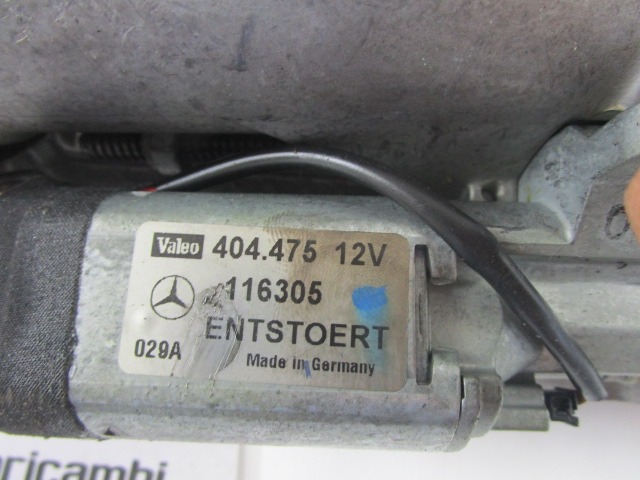 Valeo 404.475 12V
116305
ENTSTOERT
029A Made in Germany
ricambi